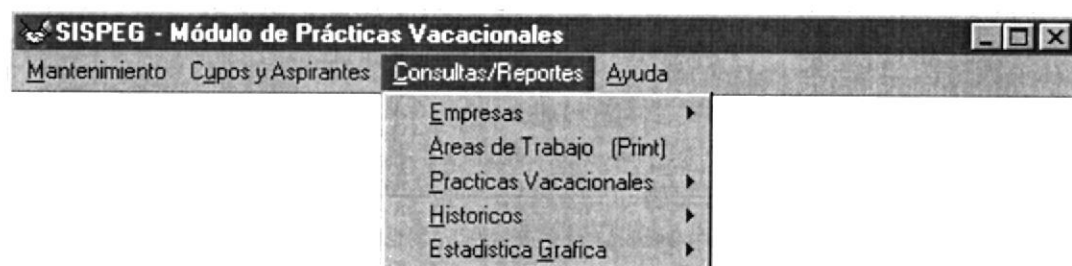 SISPEG - Módulo de Prácticas Vacacionales
Mantenimiento Cupos y Aspirantes Consultas/Reportes Ayuda
Empresas
Areas de Trabajo (Print)
Practicas Vacacionales
Historicos
Estadistica Grafica